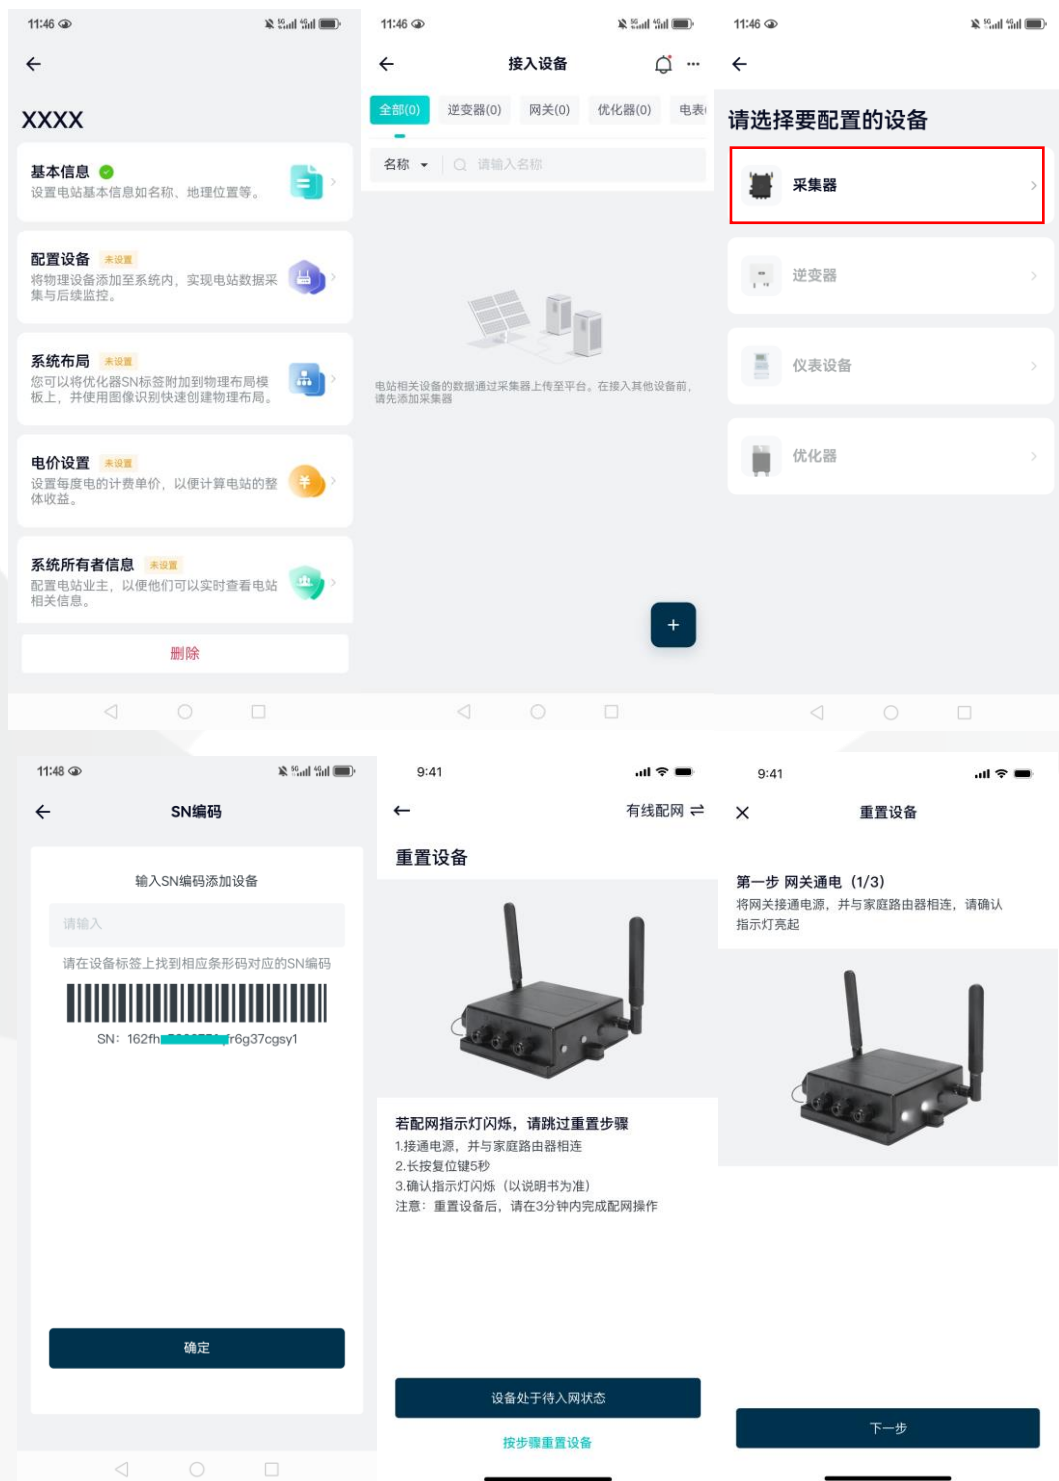 11:46
XXXX
基本信息
设置电站基本信息如名称、地理位置等。
配置设备 未设置
将物理设备添加至系统内，实现电站数据采
集与后续监控。
系统布局 未设置
您可以将优化器SN标签附加到物理布局模
板上，并使用图像识别快速创建物理布局。
电价设置 未设置
设置每度电的计费单价，以便计算电站的整
体收益。
系统所有者信息 未设置
配置电站业主，以便他们可以实时查看电站
相关信息。
删除
11:46
接入设备
全部(0) 逆变器(0) 网关(0) 优化器(0) 电表
名称 请输入名称
电站相关设备的数据通过采集器上传至平台。在接入其他设备前，
请先添加采集器
+
11:46
请选择要配置的设备
采集器
逆变器
仪表设备
优化器
11:48
SN编码
输入SN编码添加设备
请输入
请在设备标签上找到相应条形码对应的SN编码
SN：162fh r6g37cgsy1
确定
9:41
有线配网
重置设备
若配网指示灯闪烁，请跳过重置步骤
1.接通电源，并与家庭路由器相连
2.长按复位键5秒
3.确认指示灯闪烁（以说明书为准）
注意：重置设备后，请在3分钟内完成配网操作
设备处于待入网状态
按步骤重置设备
9:41
重置设备
第一步 网关通电（1/3）
将网关接通电源，并与家庭路由器相连，请确认
指示灯亮起
下一步